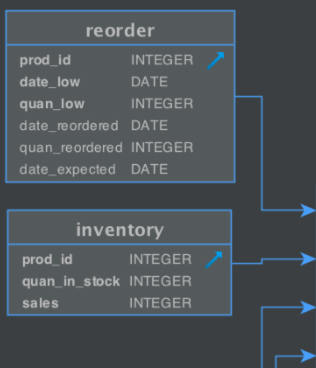 reorder
prod_id INTEGER
date_low DATE
quan_low INTEGER
date_reordered DATE
quan_reordered INTEGER
date_expected DATE
inventory
prod_id INTEGER
quan_in_stock INTEGER
sales INTEGER